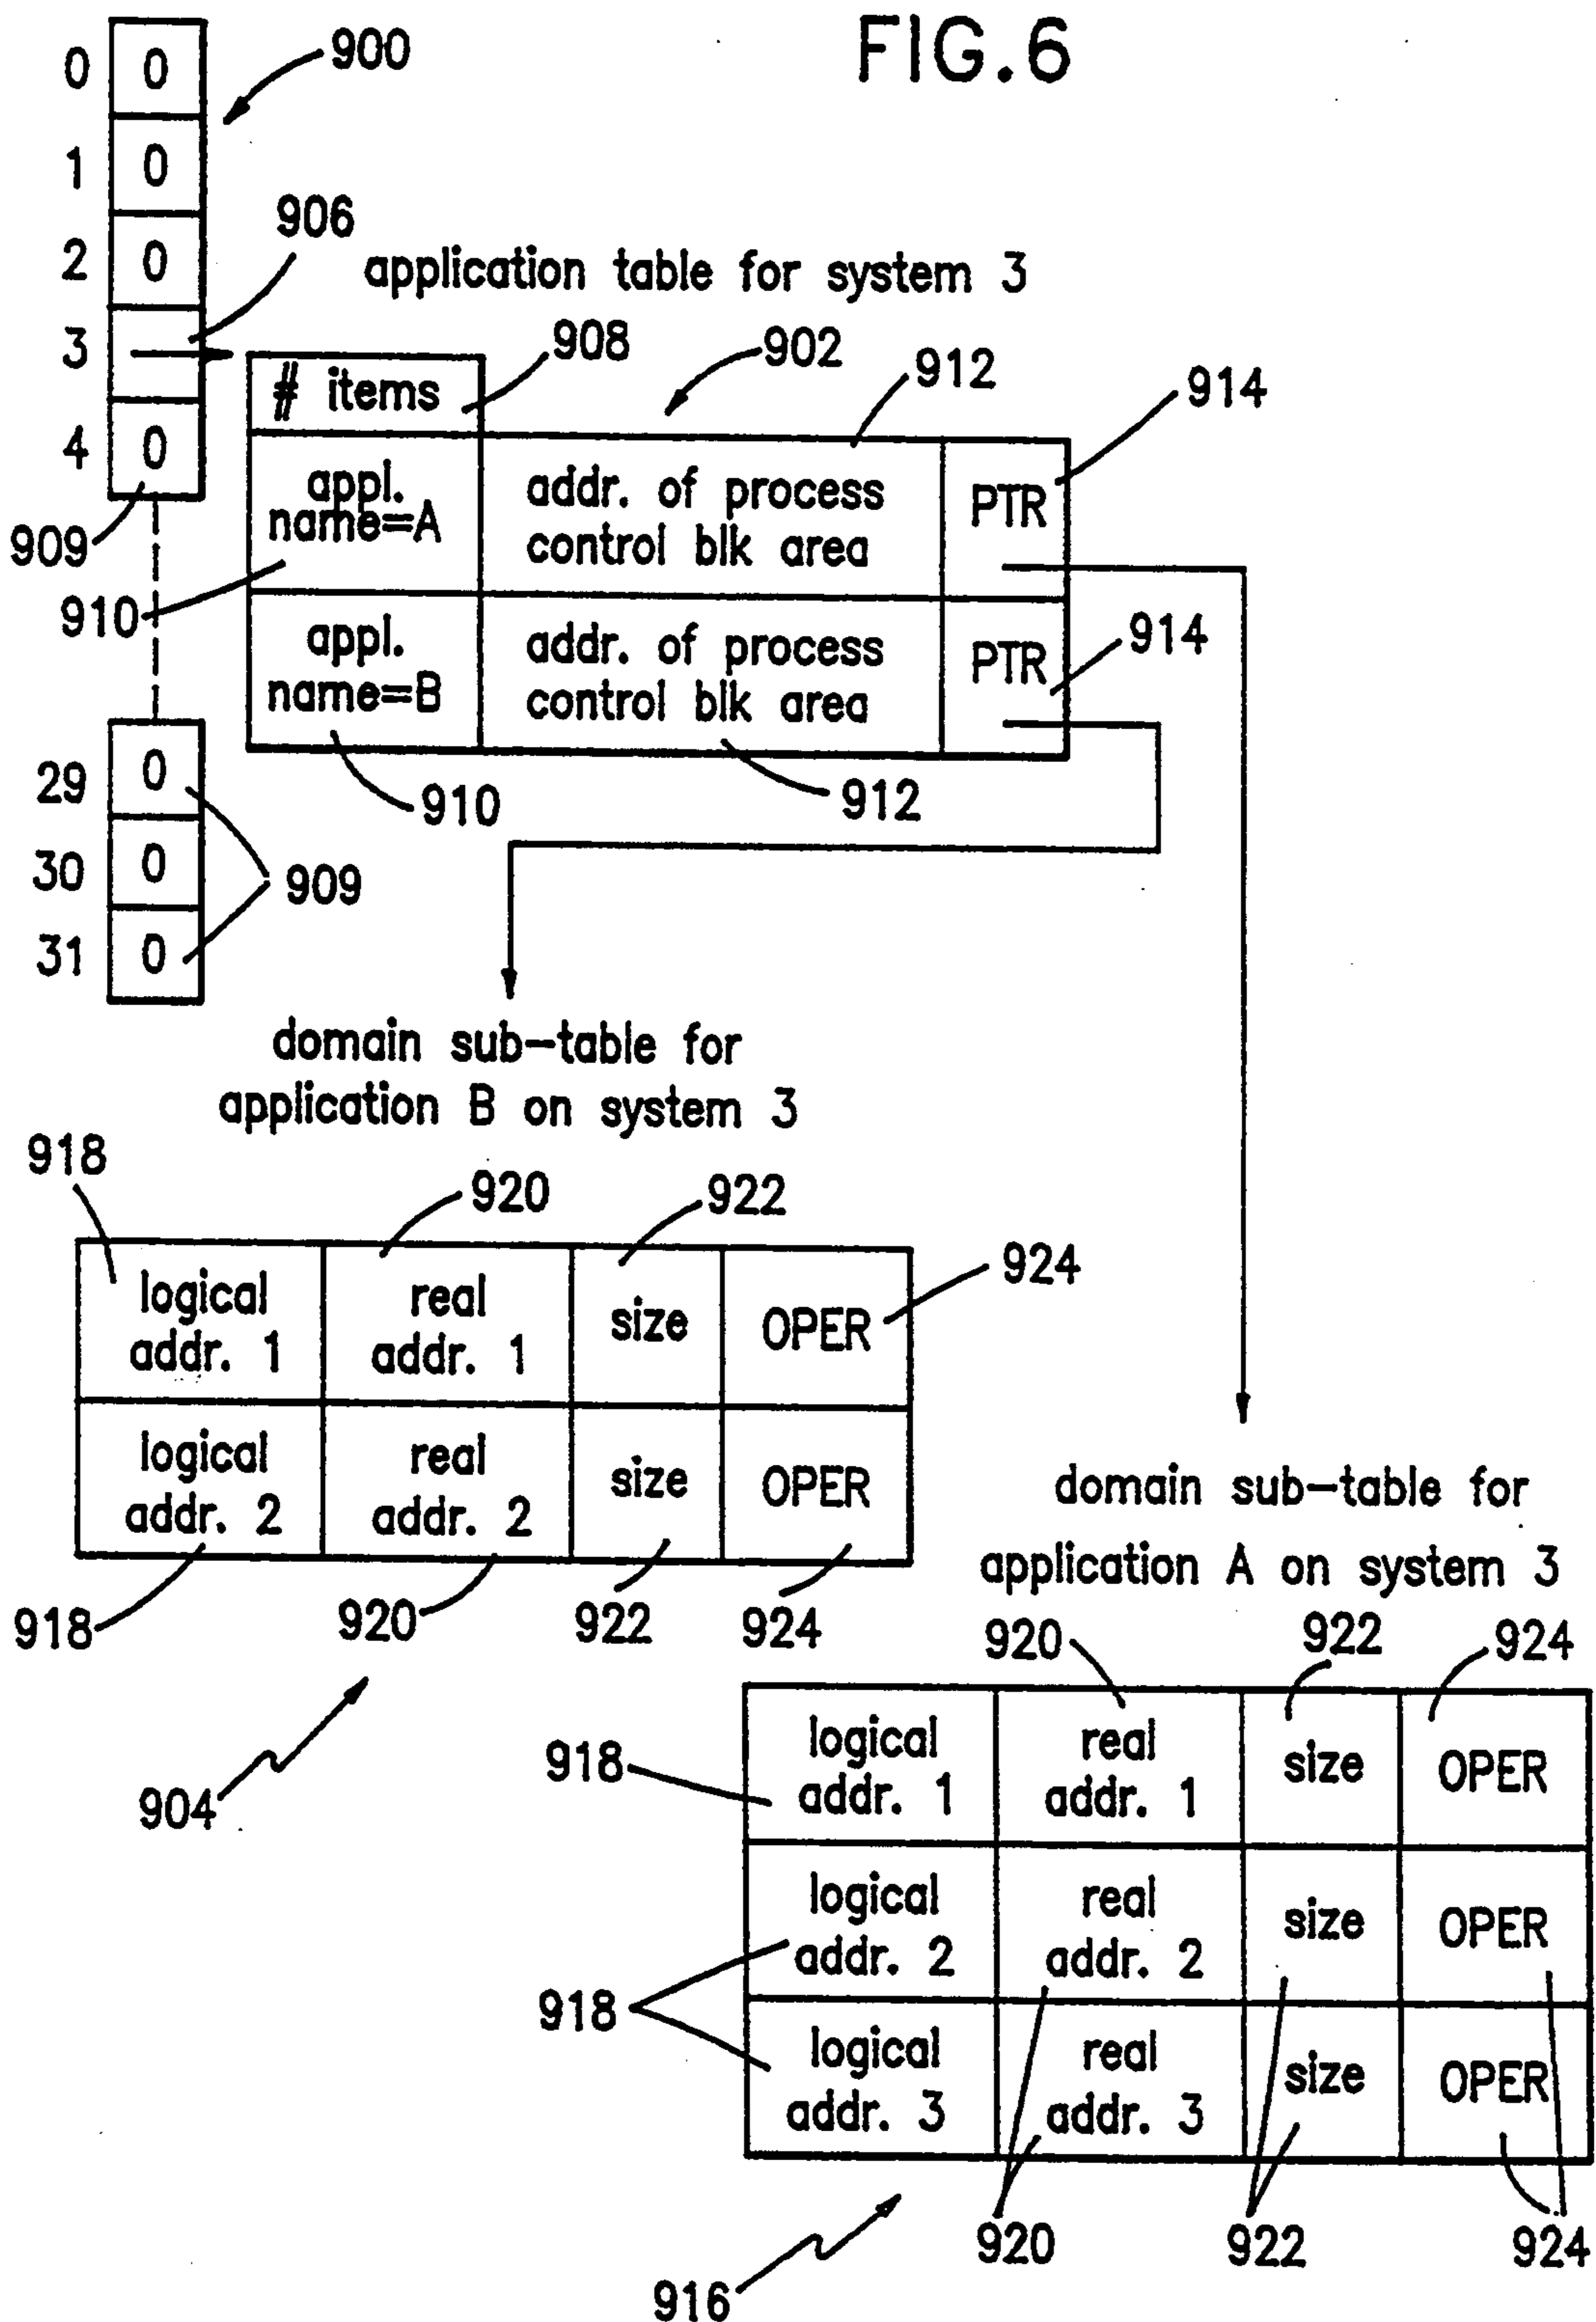 FIG.6
0 0
900
1 0
906
2 0
application table for system 3
3
908
902
912
914
# items
4 0
appl.
name=A
addr. of process
control blk area
PTR
909
910
appl.
name=B
addr. of process
control blk area
PTR
914
29 0
910
912
30 0
909
31 0
domain sub-table for
application B on system 3
918
920
922
924
logical
addr. 1
real
addr. 1
size
OPER
logical
addr. 2
real
addr. 2
size
OPER
918
920
922
924
904
domain sub-table for
application A on system 3
920
922
924
918
logical
addr. 1
real
addr. 1
size
OPER
logical
addr. 2
real
addr. 2
size
OPER
918
logical
addr. 3
real
addr. 3
size
OPER
920
922
924
916